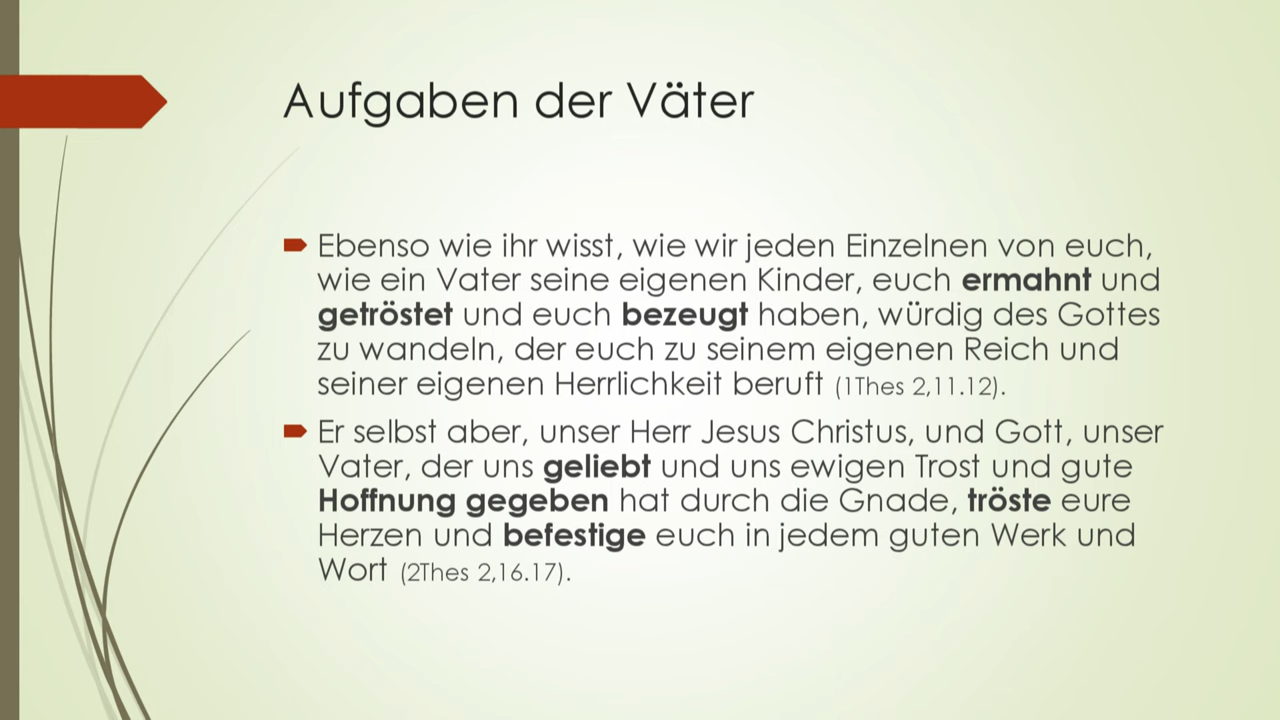 Aufgaben der Väter
Ebenso wie ihr wisst, wie wir jeden Einzelnen von euch,
wie ein Vater seine eigenen Kinder, euch ermahnt und
getröstet und euch bezeugt haben, würdig des Gottes
zu wandeln, der euch zu seinem eigenen Reich und
seiner eigenen Herrlichkeit beruft (1Thes 2,11.12).
Er selbst aber, unser Herr Jesus Christus, und Gott, unser
Vater, der uns geliebt und uns ewigen Trost und gute
Hoffnung gegeben hat durch die Gnade, tröste eure
Herzen und befestige euch in jedem guten Werk und
Wort (2Thes 2,16.17).